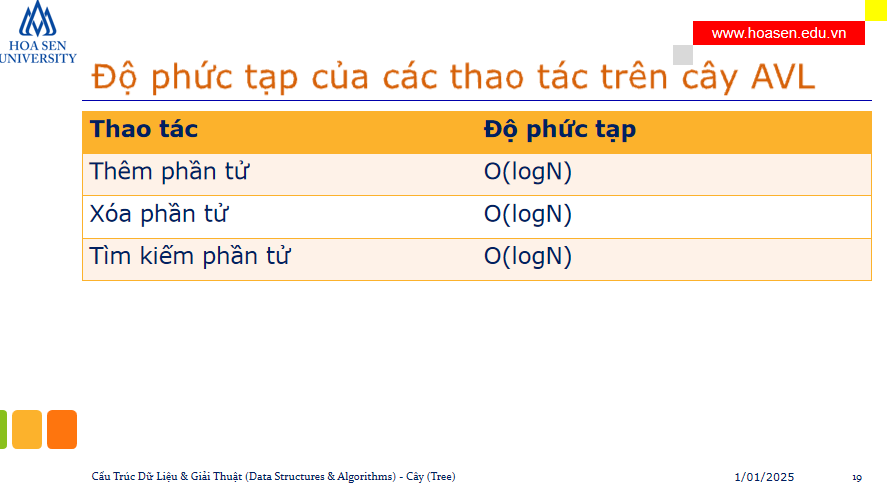 HOA SEN
UNIVERSITY
www.hoasen.edu.vn
Độ phức tạp của các thao tác trên cây AVL
Thao tác Độ phức tạp
Thêm phần tử O(logN)
Xóa phần tử O(logN)
Tìm kiếm phần tử O(logN)
Cấu Trúc Dữ Liệu & Giải Thuật (Data Structures & Algorithms) - Cây (Tree) 1/01/2025 19